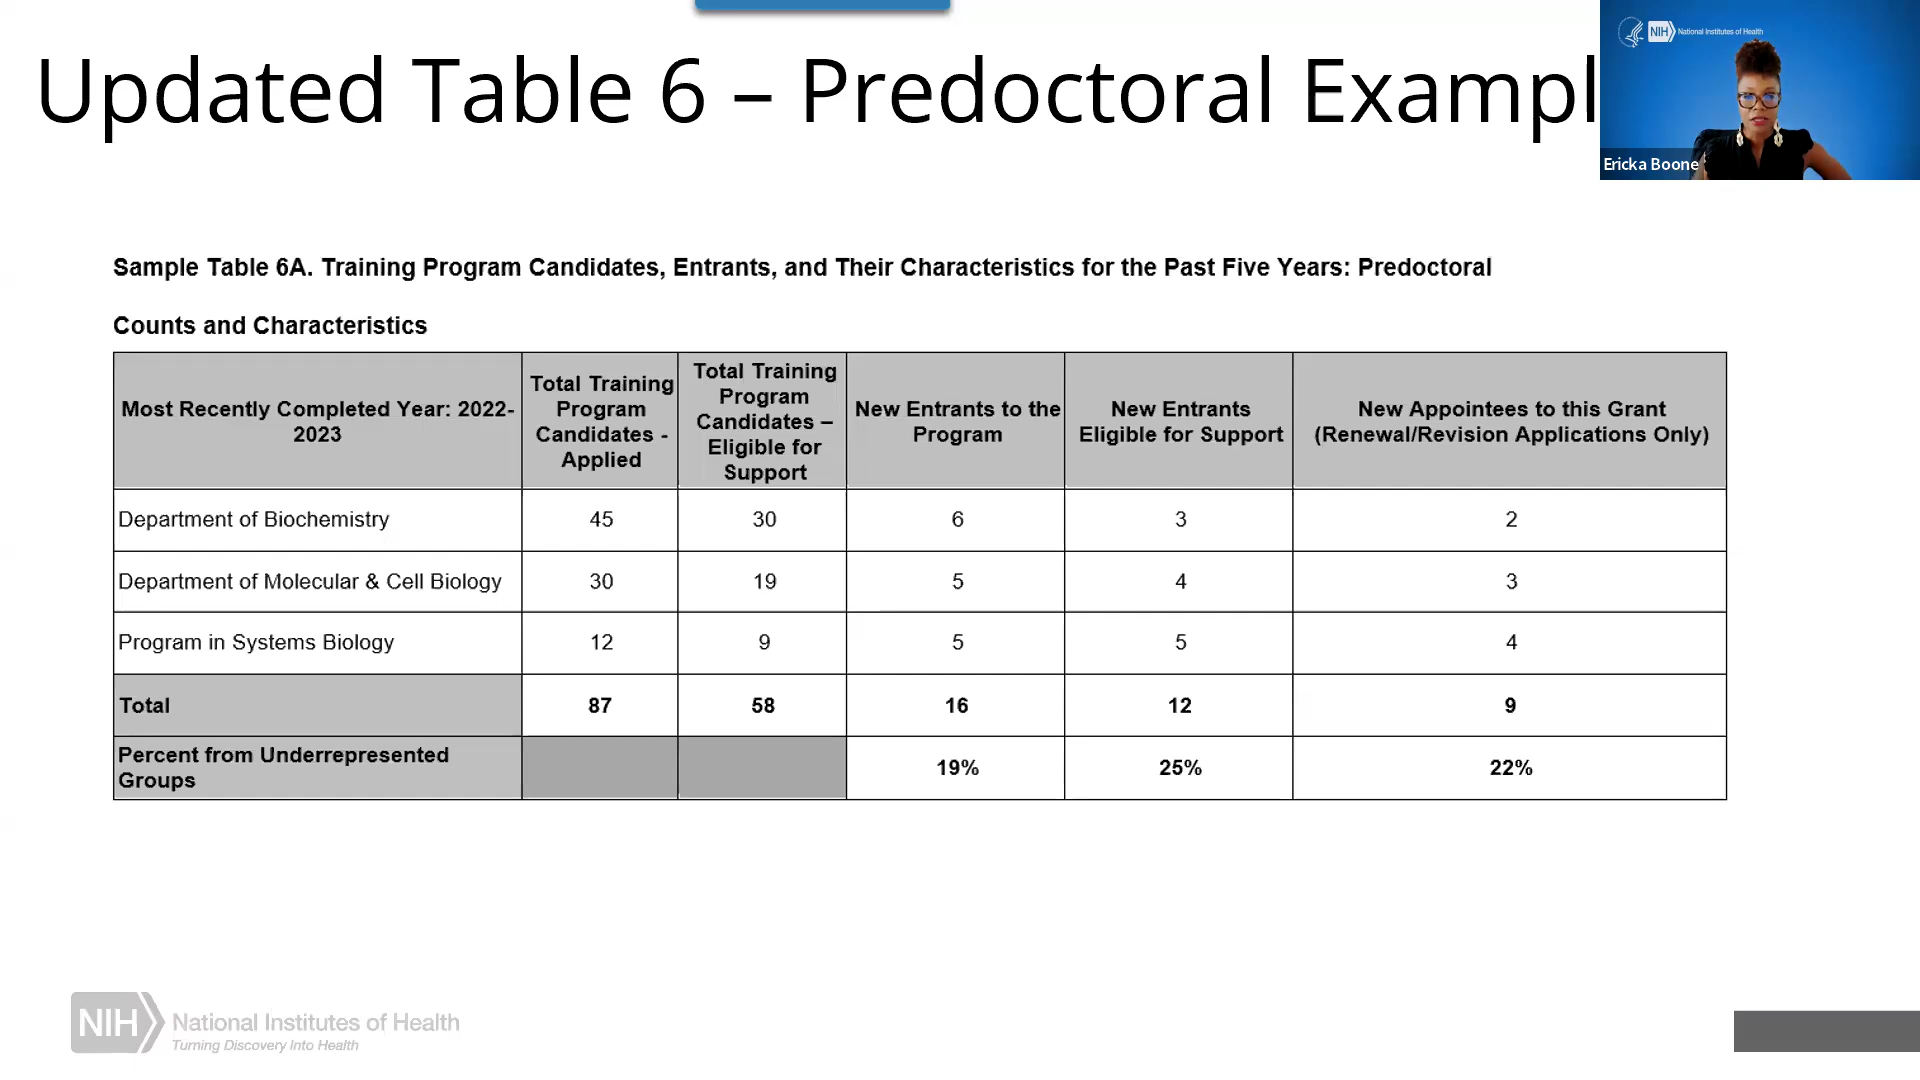 Updated Table 6 – Predoctoral Exampl
NIH National Institutes of Health
Ericka Boone
Sample Table 6A. Training Program Candidates, Entrants, and Their Characteristics for the Past Five Years: Predoctoral
Counts and Characteristics
Most Recently Completed Year: 2022-
2023
Total Training
Program
Candidates -
Applied
Total Training
Program
Candidates –
Eligible for
Support
New Entrants to the
Program
New Entrants
Eligible for Support
New Appointees to this Grant
(Renewal/Revision Applications Only)
Department of Biochemistry 45 30 6 3 2
Department of Molecular & Cell Biology 30 19 5 4 3
Program in Systems Biology 12 9 5 5 4
Total 87 58 16 12 9
Percent from Underrepresented
Groups
19% 25% 22%
NIH National Institutes of Health
Turning Discovery Into Health